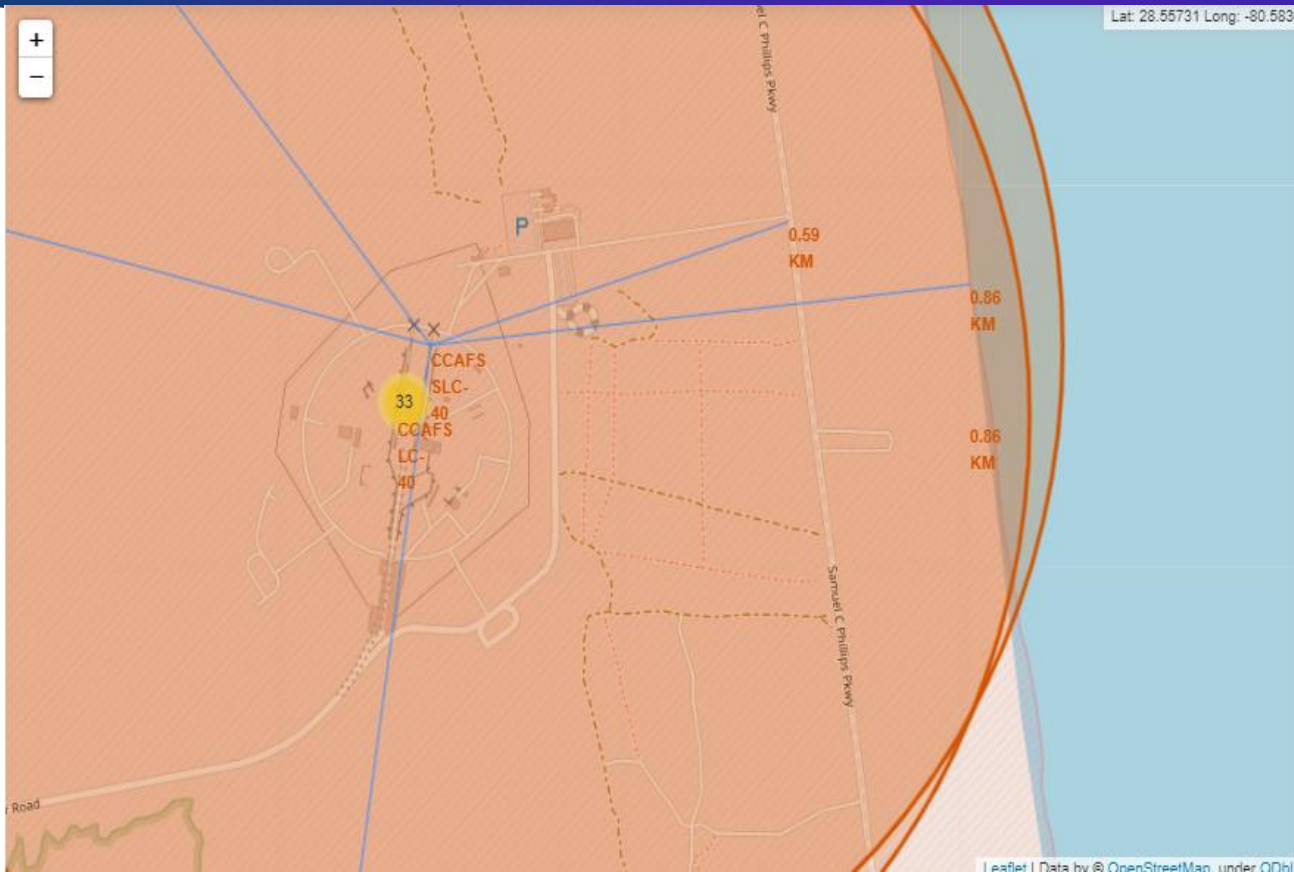 +
−
Lat: 28.55731 Long: -80.583
el C Phillips Pkwy
P
0.59
KM
0.86
KM
CCAFS
SLC-
40
33
CCAFS
LC-
40
0.86
KM
Samuel C Phillips Pkwy
r Road
Leaflet | Data by © OpenStreetMap, under ODbL